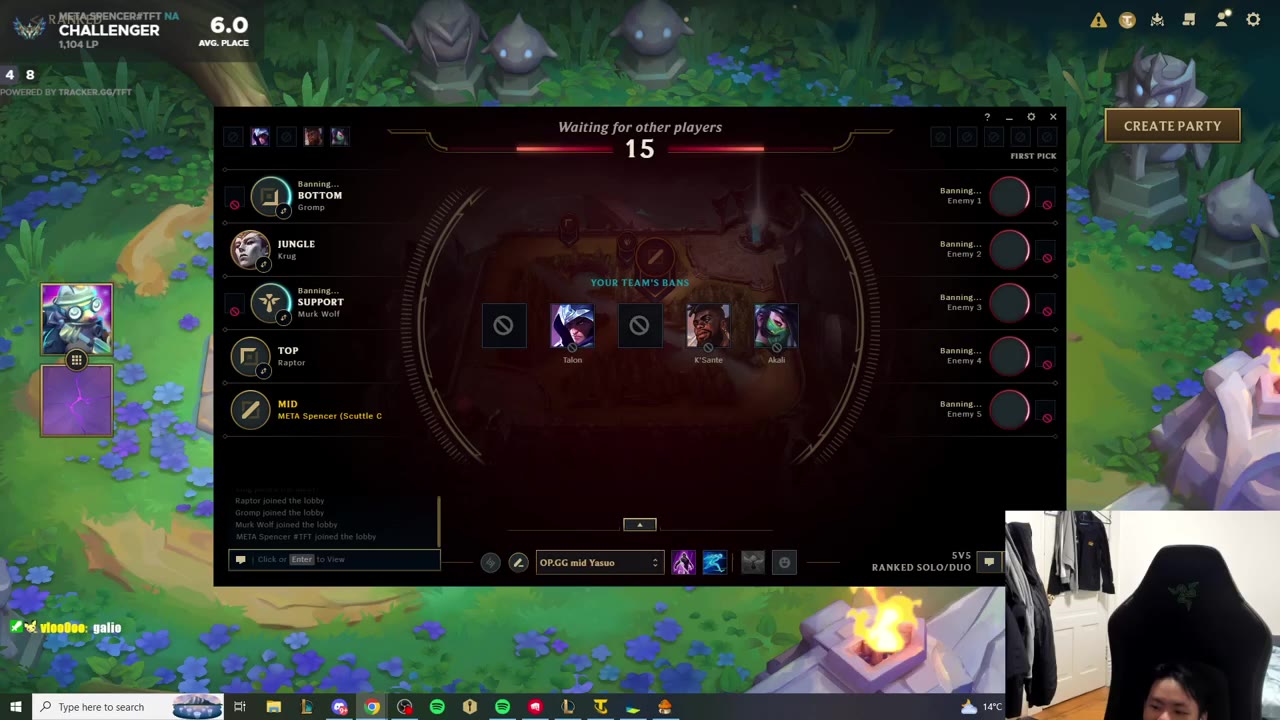 META SPENCER#TFT NA
CHALLENGER
1,104 LP
6.0
AVG. PLACE
4 8
POWERED BY TRACKER.GG/TFT
CREATE PARTY
Waiting for other players
15
FIRST PICK
Banning...
BOTTOM
Gromp
JUNGLE
Krug
Banning...
SUPPORT
Murk Wolf
TOP
Raptor
MID
META Spencer (Scuttle C
YOUR TEAM'S BANS
Talon
K'Sante
Akali
Banning...
Enemy 1
Banning...
Enemy 2
Banning...
Enemy 3
Banning...
Enemy 4
Banning...
Enemy 5
Raptor joined the lobby
Gromp joined the lobby
Murk Wolf joined the lobby
META Spencer #TFT joined the lobby
Click or Enter to View
OP.GG mid Yasuo
5V5
RANKED SOLO/DUO
vlooOoo: galio
Type here to search
14°C